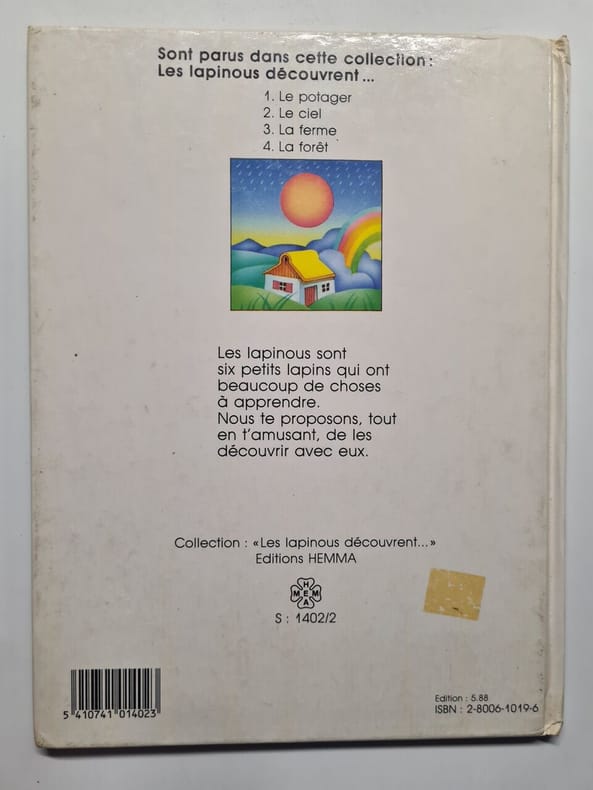 Sont parus dans cette collection :
Les lapinous découvrent ...
1. Le potager
2. Le ciel
3. La ferme
4. La forêt
Les lapinous sont
six petits lapins qui ont
beaucoup de choses
à apprendre.
Nous te proposons, tout
en t'amusant, de les
découvrir avec eux.
Collection : «Les lapinous découvrent...»
Editions HEMMA
HEMMA
S : 1402/2
Edition : 5.88
ISBN : 2-8006-1019-6
5 410741 014023